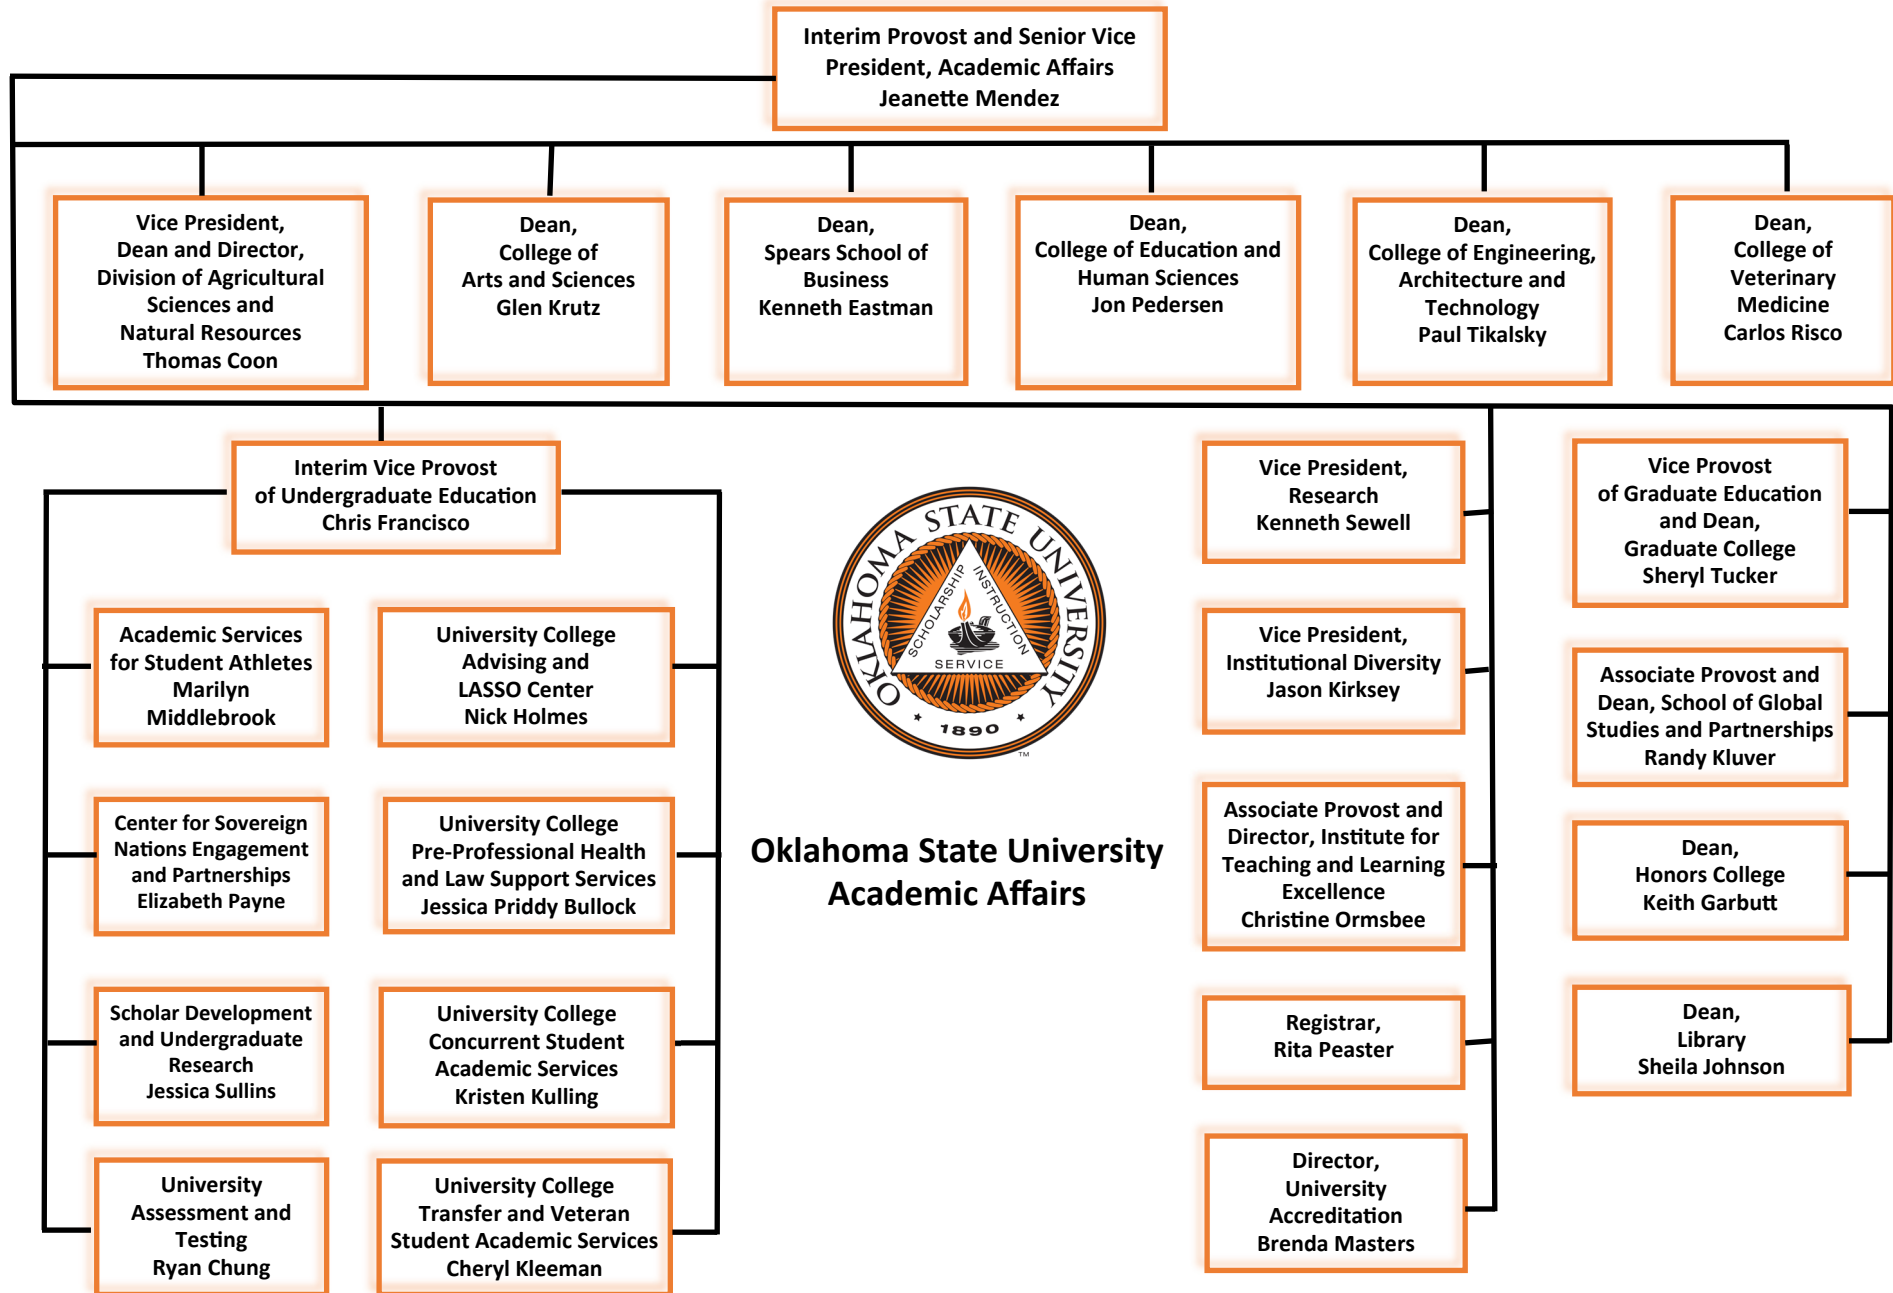 Interim Provost and Senior Vice
President, Academic Affairs
Jeanette Mendez
Vice President,
Dean and Director,
Division of Agricultural
Sciences and
Natural Resources
Thomas Coon
Dean,
College of
Arts and Sciences
Glen Krutz
Dean,
Spears School of
Business
Kenneth Eastman
Dean,
College of Education and
Human Sciences
Jon Pedersen
Dean,
College of Engineering,
Architecture and
Technology
Paul Tikalsky
Dean,
College of
Veterinary
Medicine
Carlos Risco
Interim Vice Provost
of Undergraduate Education
Chris Francisco
Academic Services
for Student Athletes
Marilyn
Middlebrook
University College
Advising and
LASSO Center
Nick Holmes
Center for Sovereign
Nations Engagement
and Partnerships
Elizabeth Payne
University College
Pre-Professional Health
and Law Support Services
Jessica Priddy Bullock
Scholar Development
and Undergraduate
Research
Jessica Sullins
University College
Concurrent Student
Academic Services
Kristen Kulling
University
Assessment and
Testing
Ryan Chung
University College
Transfer and Veteran
Student Academic Services
Cheryl Kleeman
OKLAHOMA STATE UNIVERSITY
SCHOLARSHIP
INSTRUCTION
SERVICE
1890
TM
Oklahoma State University
Academic Affairs
Vice President,
Research
Kenneth Sewell
Vice President,
Institutional Diversity
Jason Kirksey
Associate Provost and
Director, Institute for
Teaching and Learning
Excellence
Christine Ormsbee
Registrar,
Rita Peaster
Director,
University
Accreditation
Brenda Masters
Vice Provost
of Graduate Education
and Dean,
Graduate College
Sheryl Tucker
Associate Provost and
Dean, School of Global
Studies and Partnerships
Randy Kluver
Dean,
Honors College
Keith Garbutt
Dean,
Library
Sheila Johnson